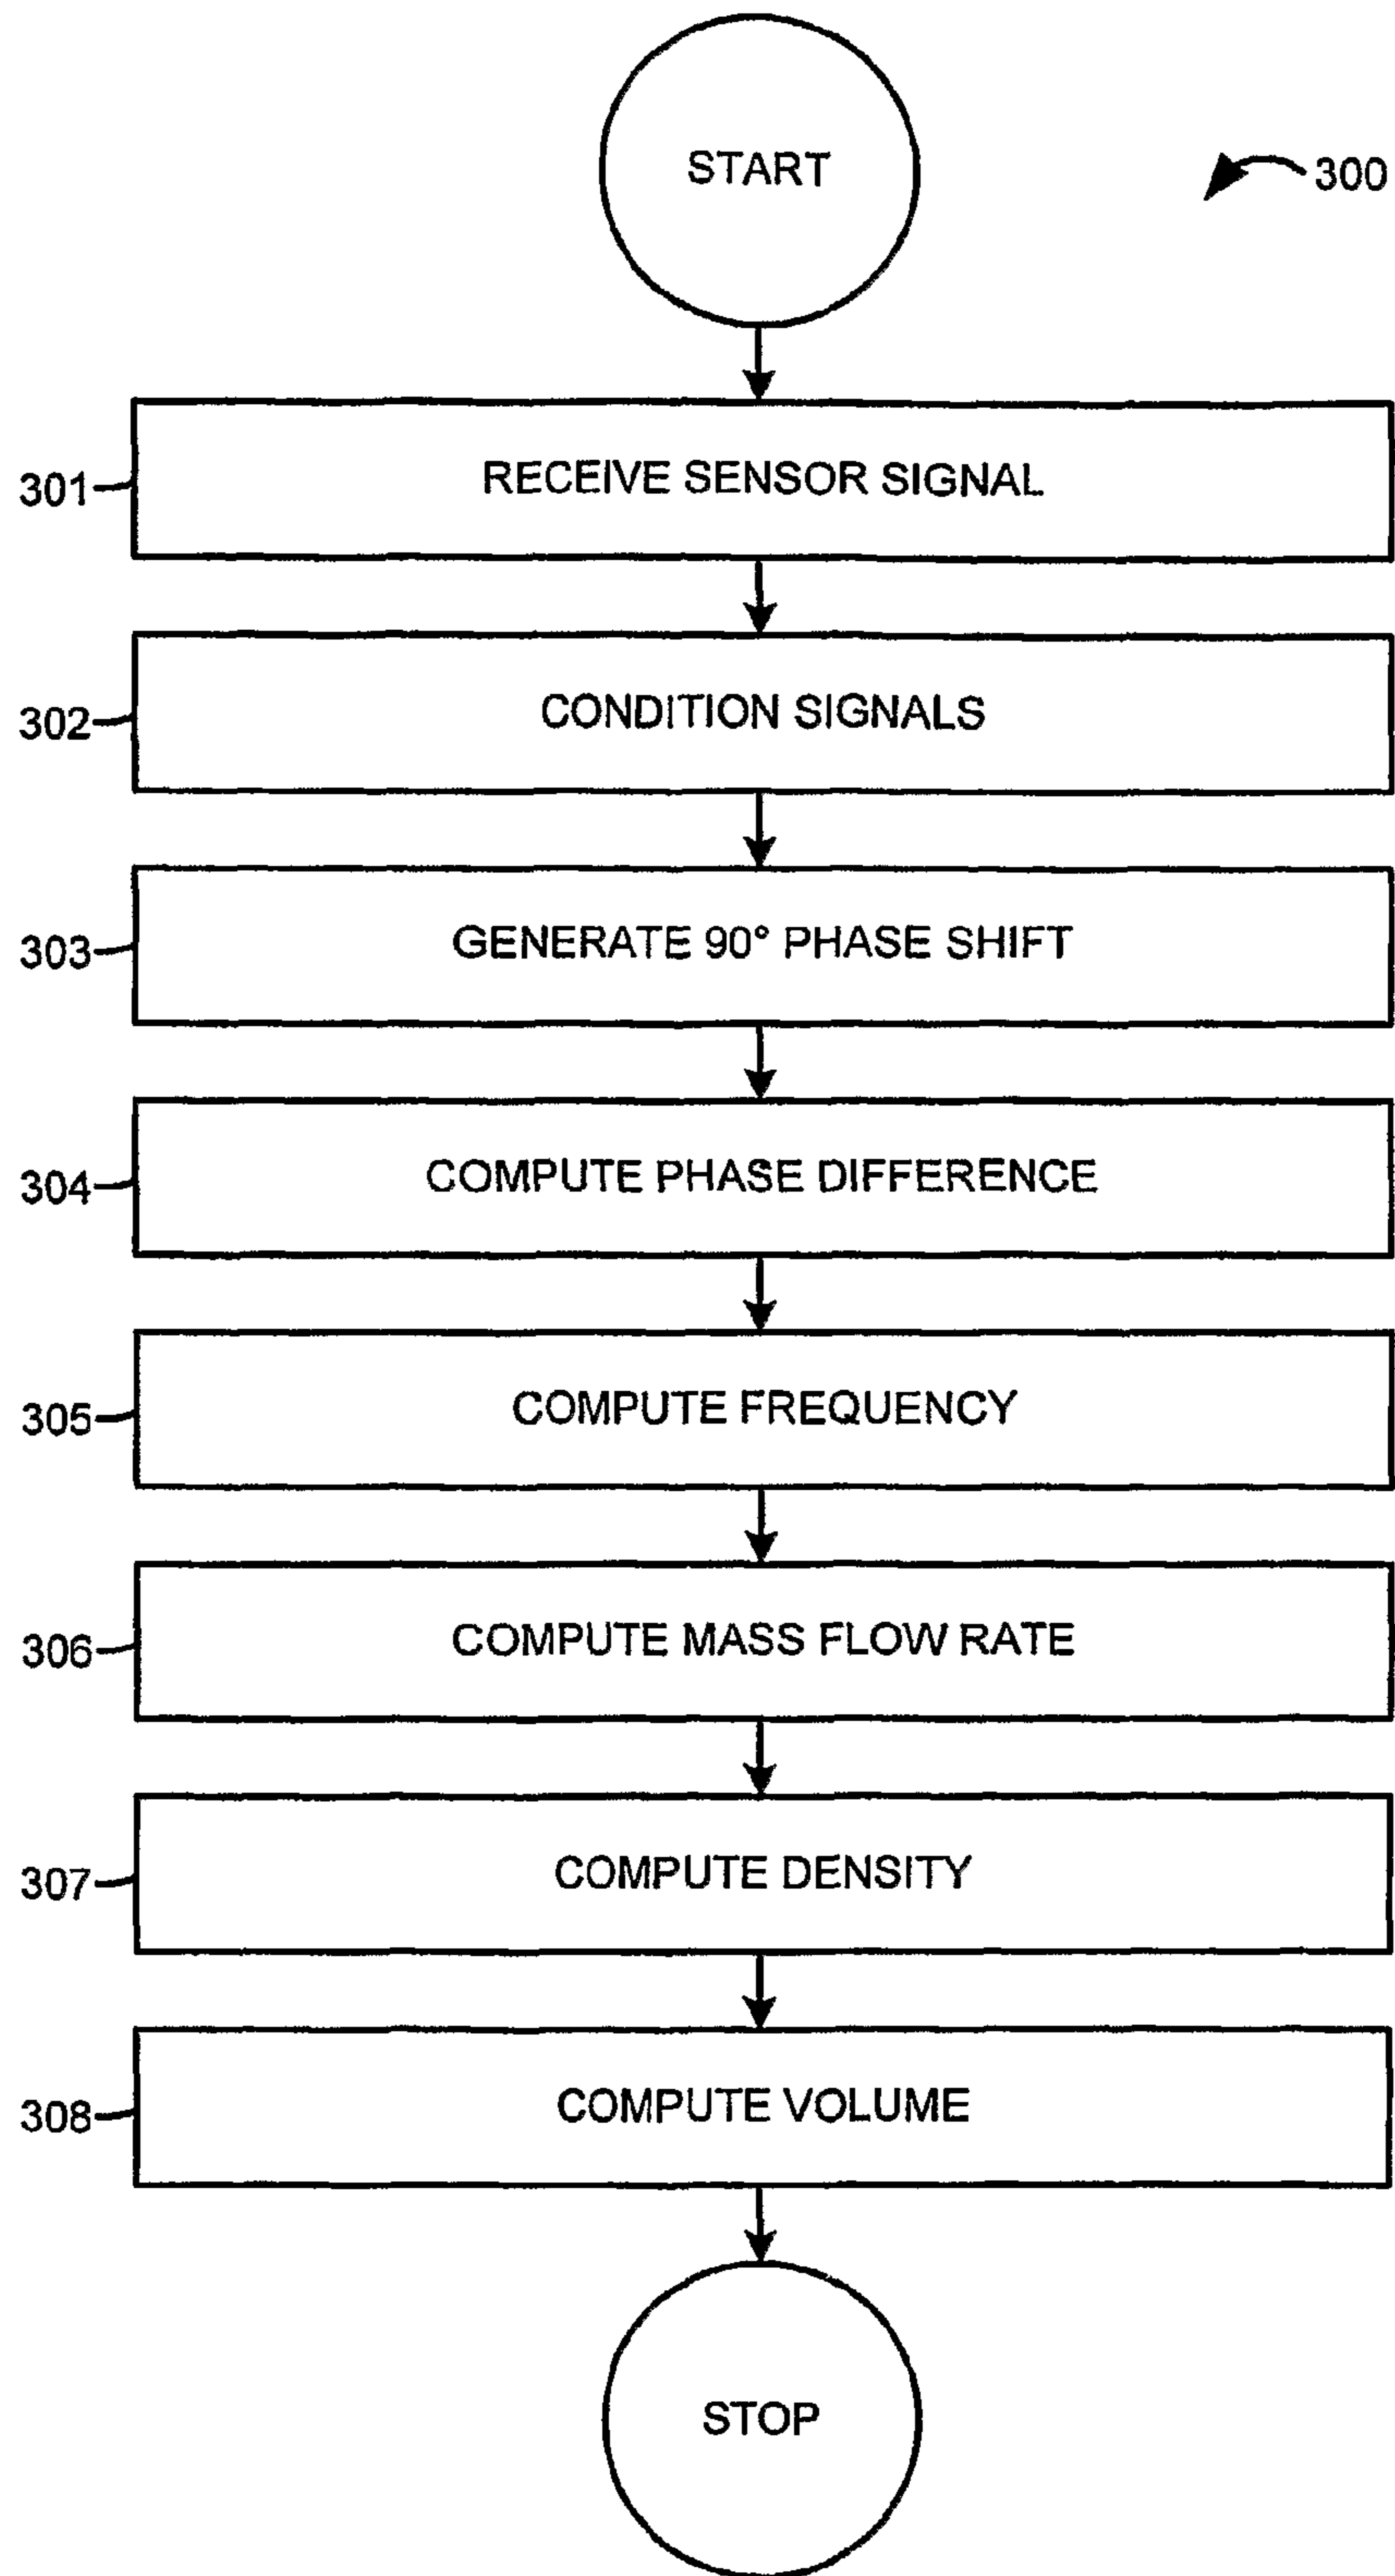 START
300
301
RECEIVE SENSOR SIGNAL
302
CONDITION SIGNALS
303
GENERATE 90° PHASE SHIFT
304
COMPUTE PHASE DIFFERENCE
305
COMPUTE FREQUENCY
306
COMPUTE MASS FLOW RATE
307
COMPUTE DENSITY
308
COMPUTE VOLUME
STOP